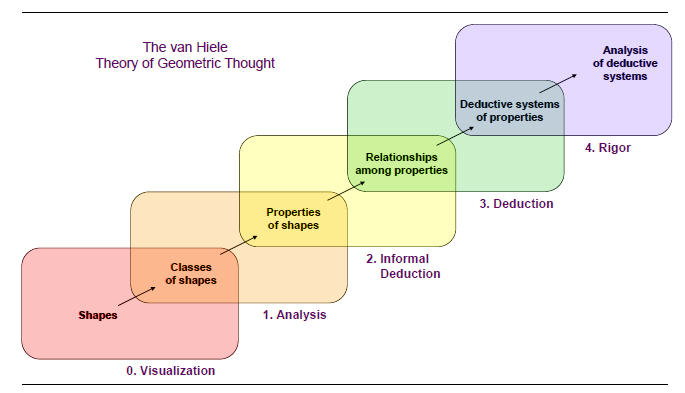 The van Hiele
Theory of Geometric Thought
Analysis
of deductive
systems
Deductive systems
of properties
4. Rigor
Relationships
among properties
3. Deduction
Properties
of shapes
2. Informal
Deduction
Classes
of shapes
1. Analysis
Shapes
0. Visualization